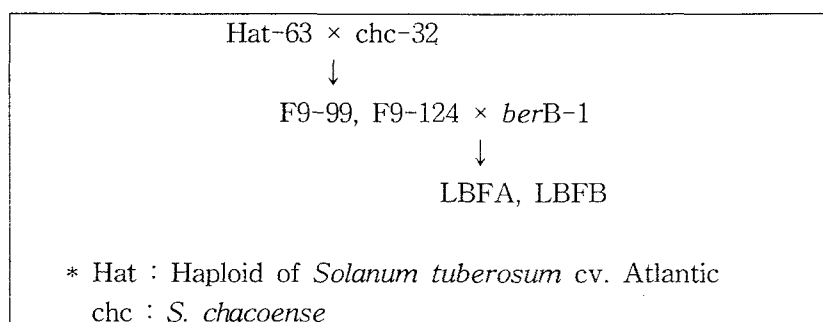 Hat-63 × chc-32
↓
F9-99, F9-124 × berB-1
↓
LBFA, LBFB
* Hat : Haploid of Solanum tuberosum cv. Atlantic
chc : S. chacoense